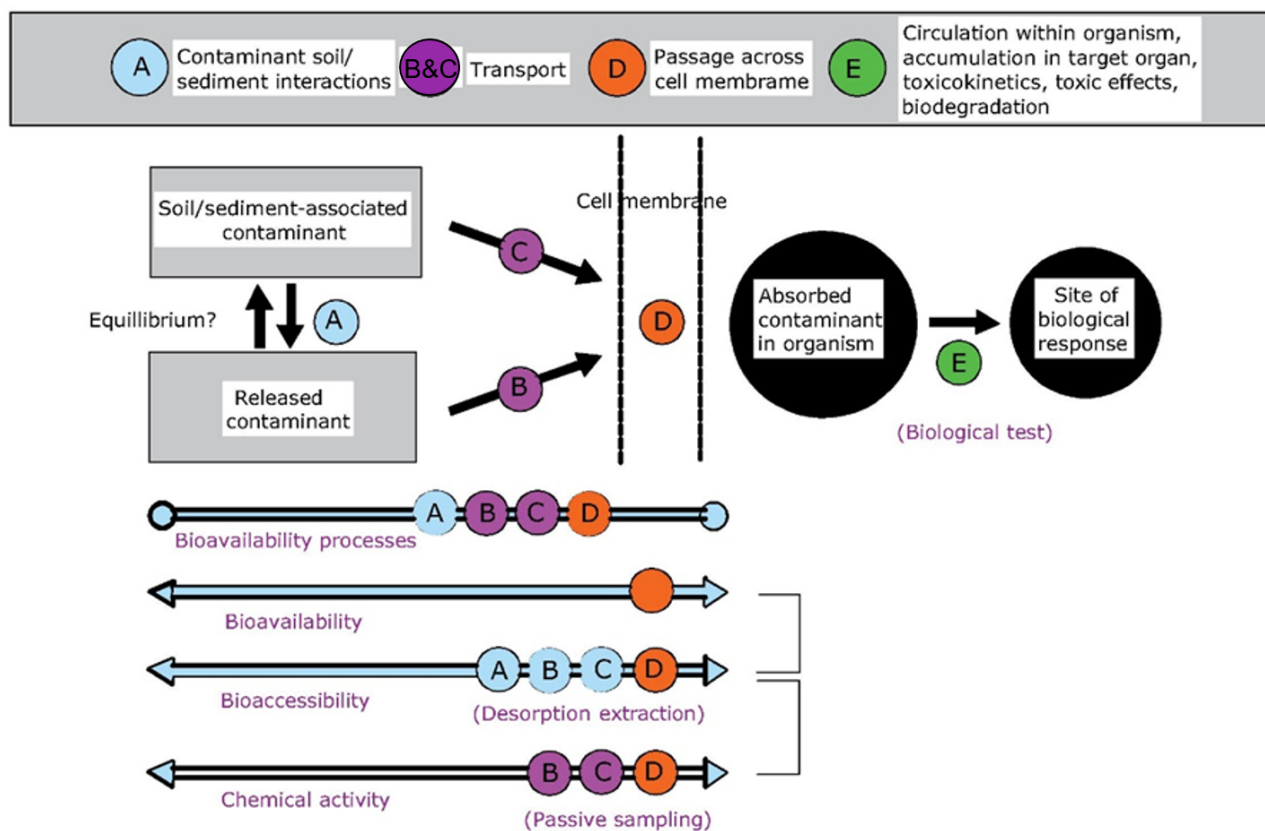 A
Contaminant soil/
sediment interactions
B&C
Transport
D
Passage across
cell membrame
E
Circulation within organism,
accumulation in target organ,
toxicokinetics, toxic effects,
biodegradation
Soil/sediment-associated
contaminant
C
Cell membrane
Equillibrium?
A
D
Absorbed
contaminant
in organism
E
Site of
biological
response
Released
contaminant
B
(Biological test)
A B C D
Bioavailability processes
Bioavailability
A B C D
Bioaccessibility
(Desorption extraction)
B C D
Chemical activity
(Passive sampling)